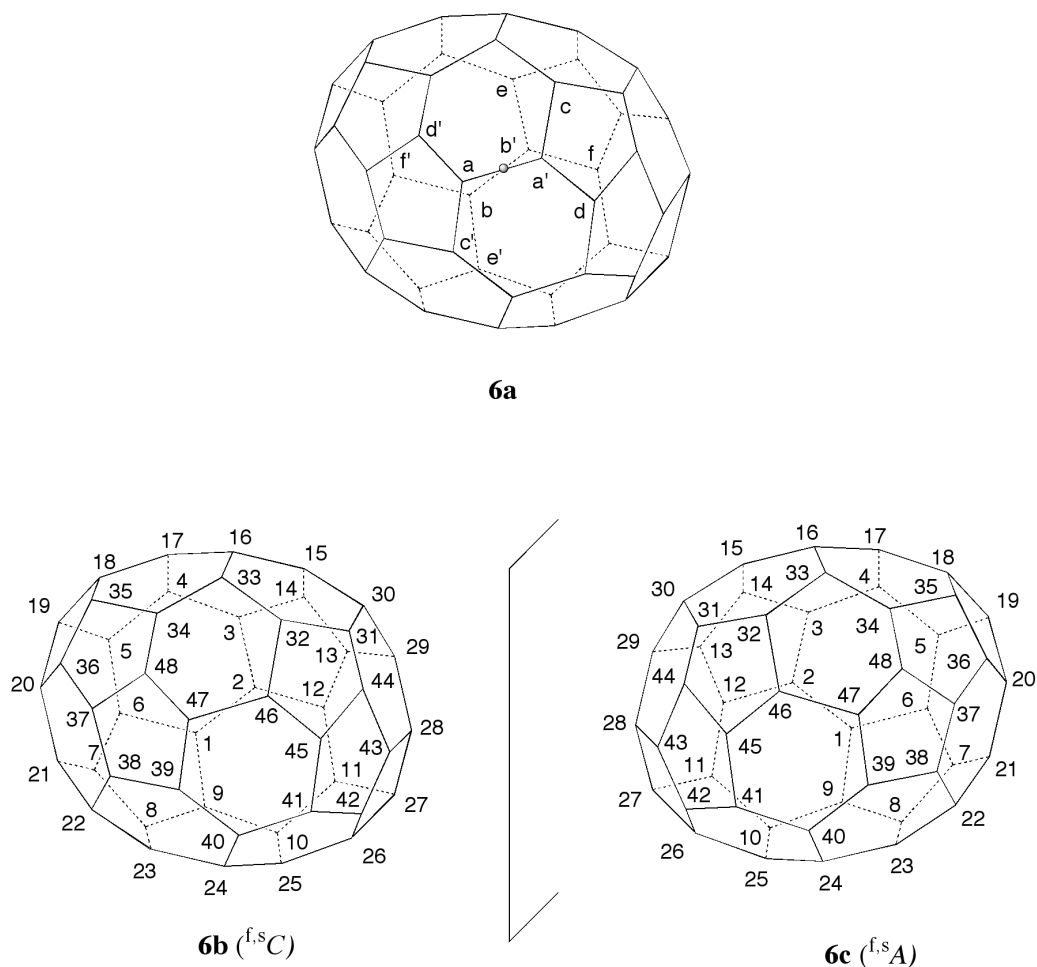 e c
d' b' f
f' a
a'
b d
c' e'
6a
17 16 15
18 4 33 14 30
35
19 34 3 32 31
5 13 29
36 48 2 12 44
20 47 46
6
37 1 45 43 28
7 38 39 11
21 9 41 42 27
8
22 40 10 26
23 24 25
6b (f,sC)
16 17
15 4 18
14 33 35
30 31 19
32 3 34 5
29 13 36
44 12 2 48 20
46 47 6
28 45 1 37
43 38 7 21
11 39
27 42 41 9 8
10 40 22
26 23
25 24
6c (f,sA)